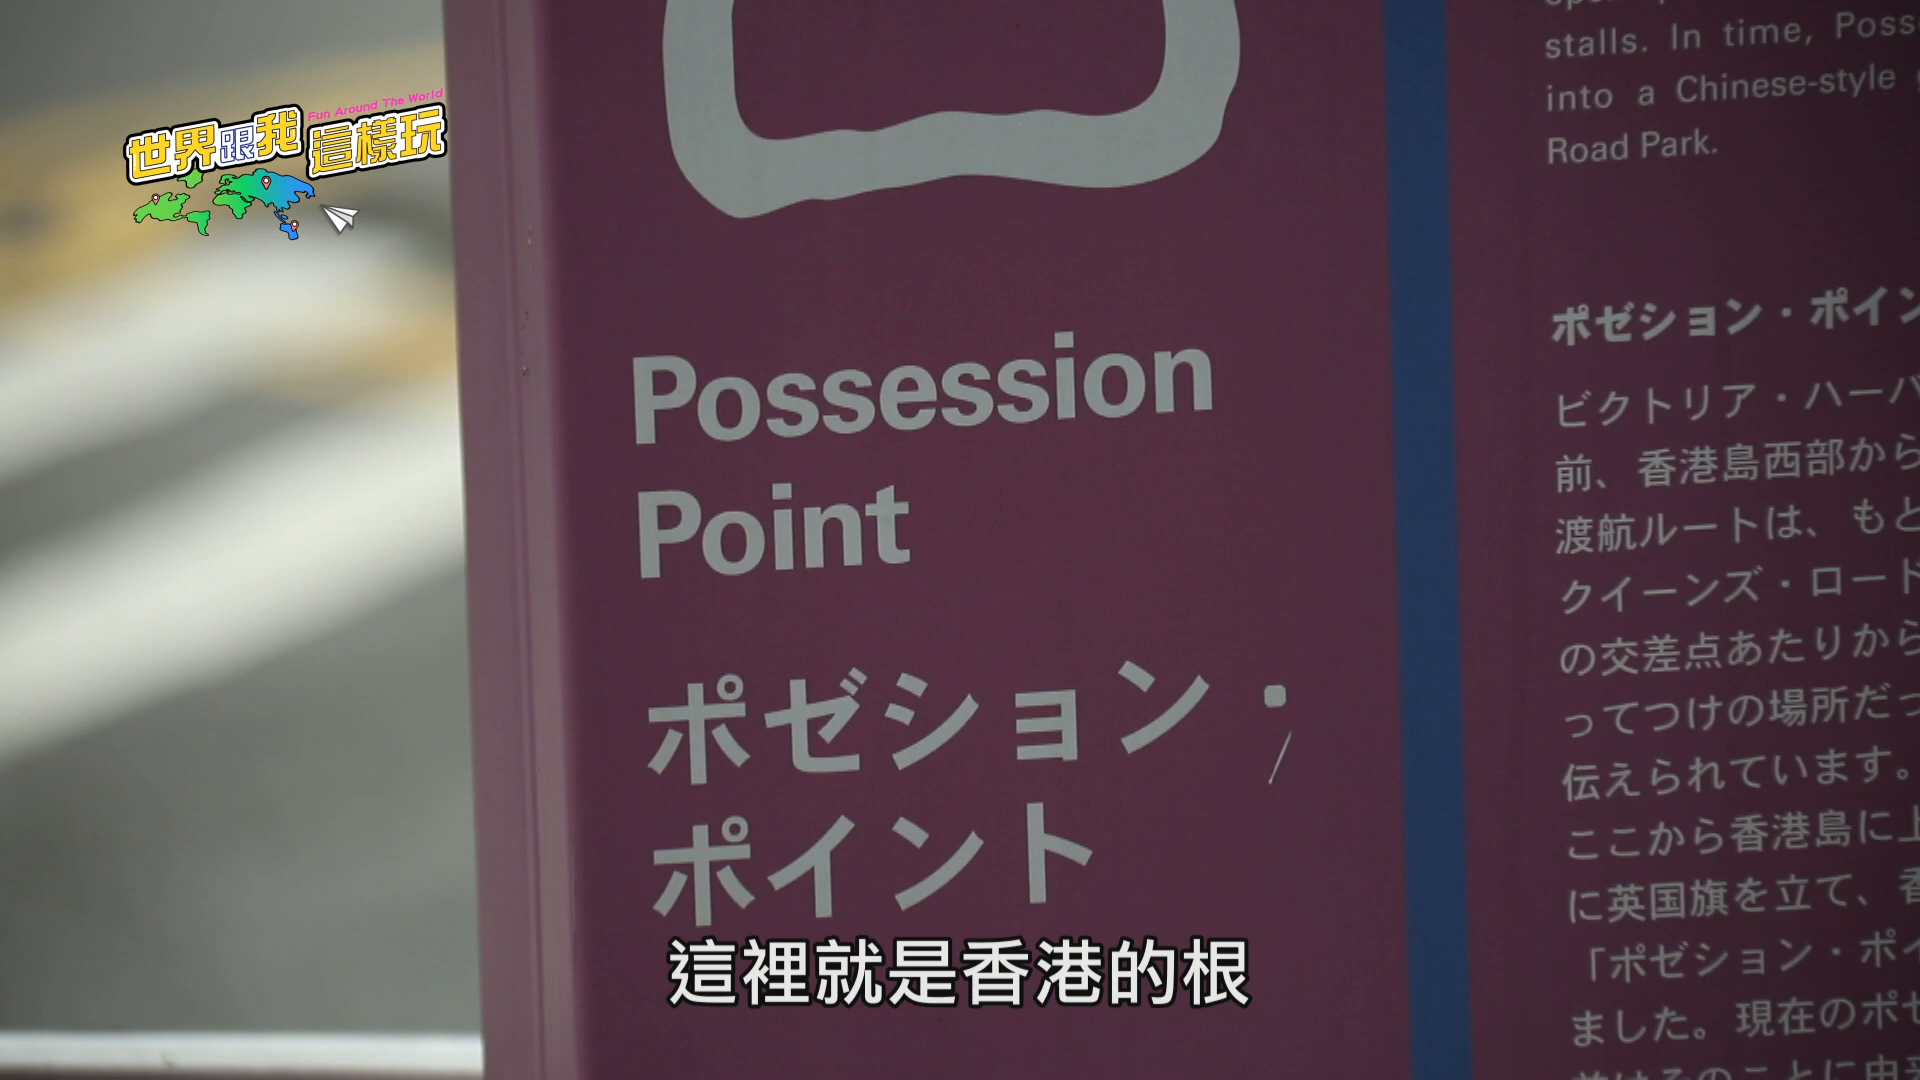 Fun Around The World
世界跟我這樣玩
Possession
Point
ポゼション・
ポイント
stalls. In time,
into a Chinese-style
Road Park.
ポゼション・ポイン
ビクトリア・ハーバ
前、香港島西部から
渡航ルートは、もと
クイーンズ・ロード
の交差点あたりから
ってつけの場所だっ
伝えられています。
ここから香港島に上
に英国旗を立て、香
「ポゼション・ポイ
ました。現在のポゼ
這裡就是香港的根